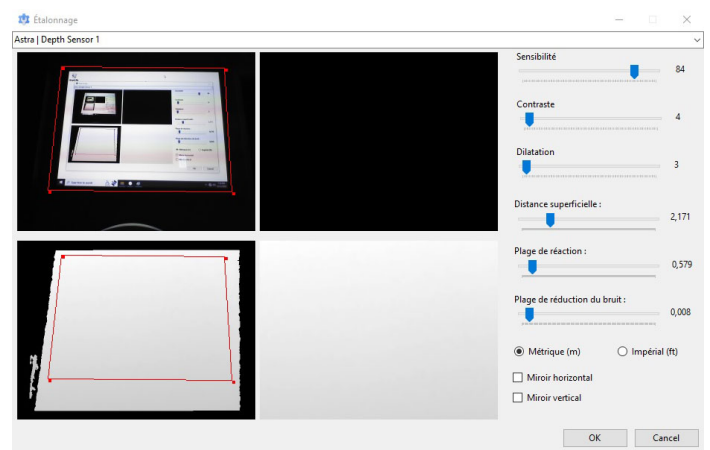 Étalonnage
Astra | Depth Sensor 1
Sensibilité
84
Contraste
4
Dilatation
3
Distance superficielle :
2,171
Plage de réaction :
0,579
Plage de réduction du bruit :
0,008
Métrique (m) Impérial (ft)
Miroir horizontal
Miroir vertical
OK Cancel